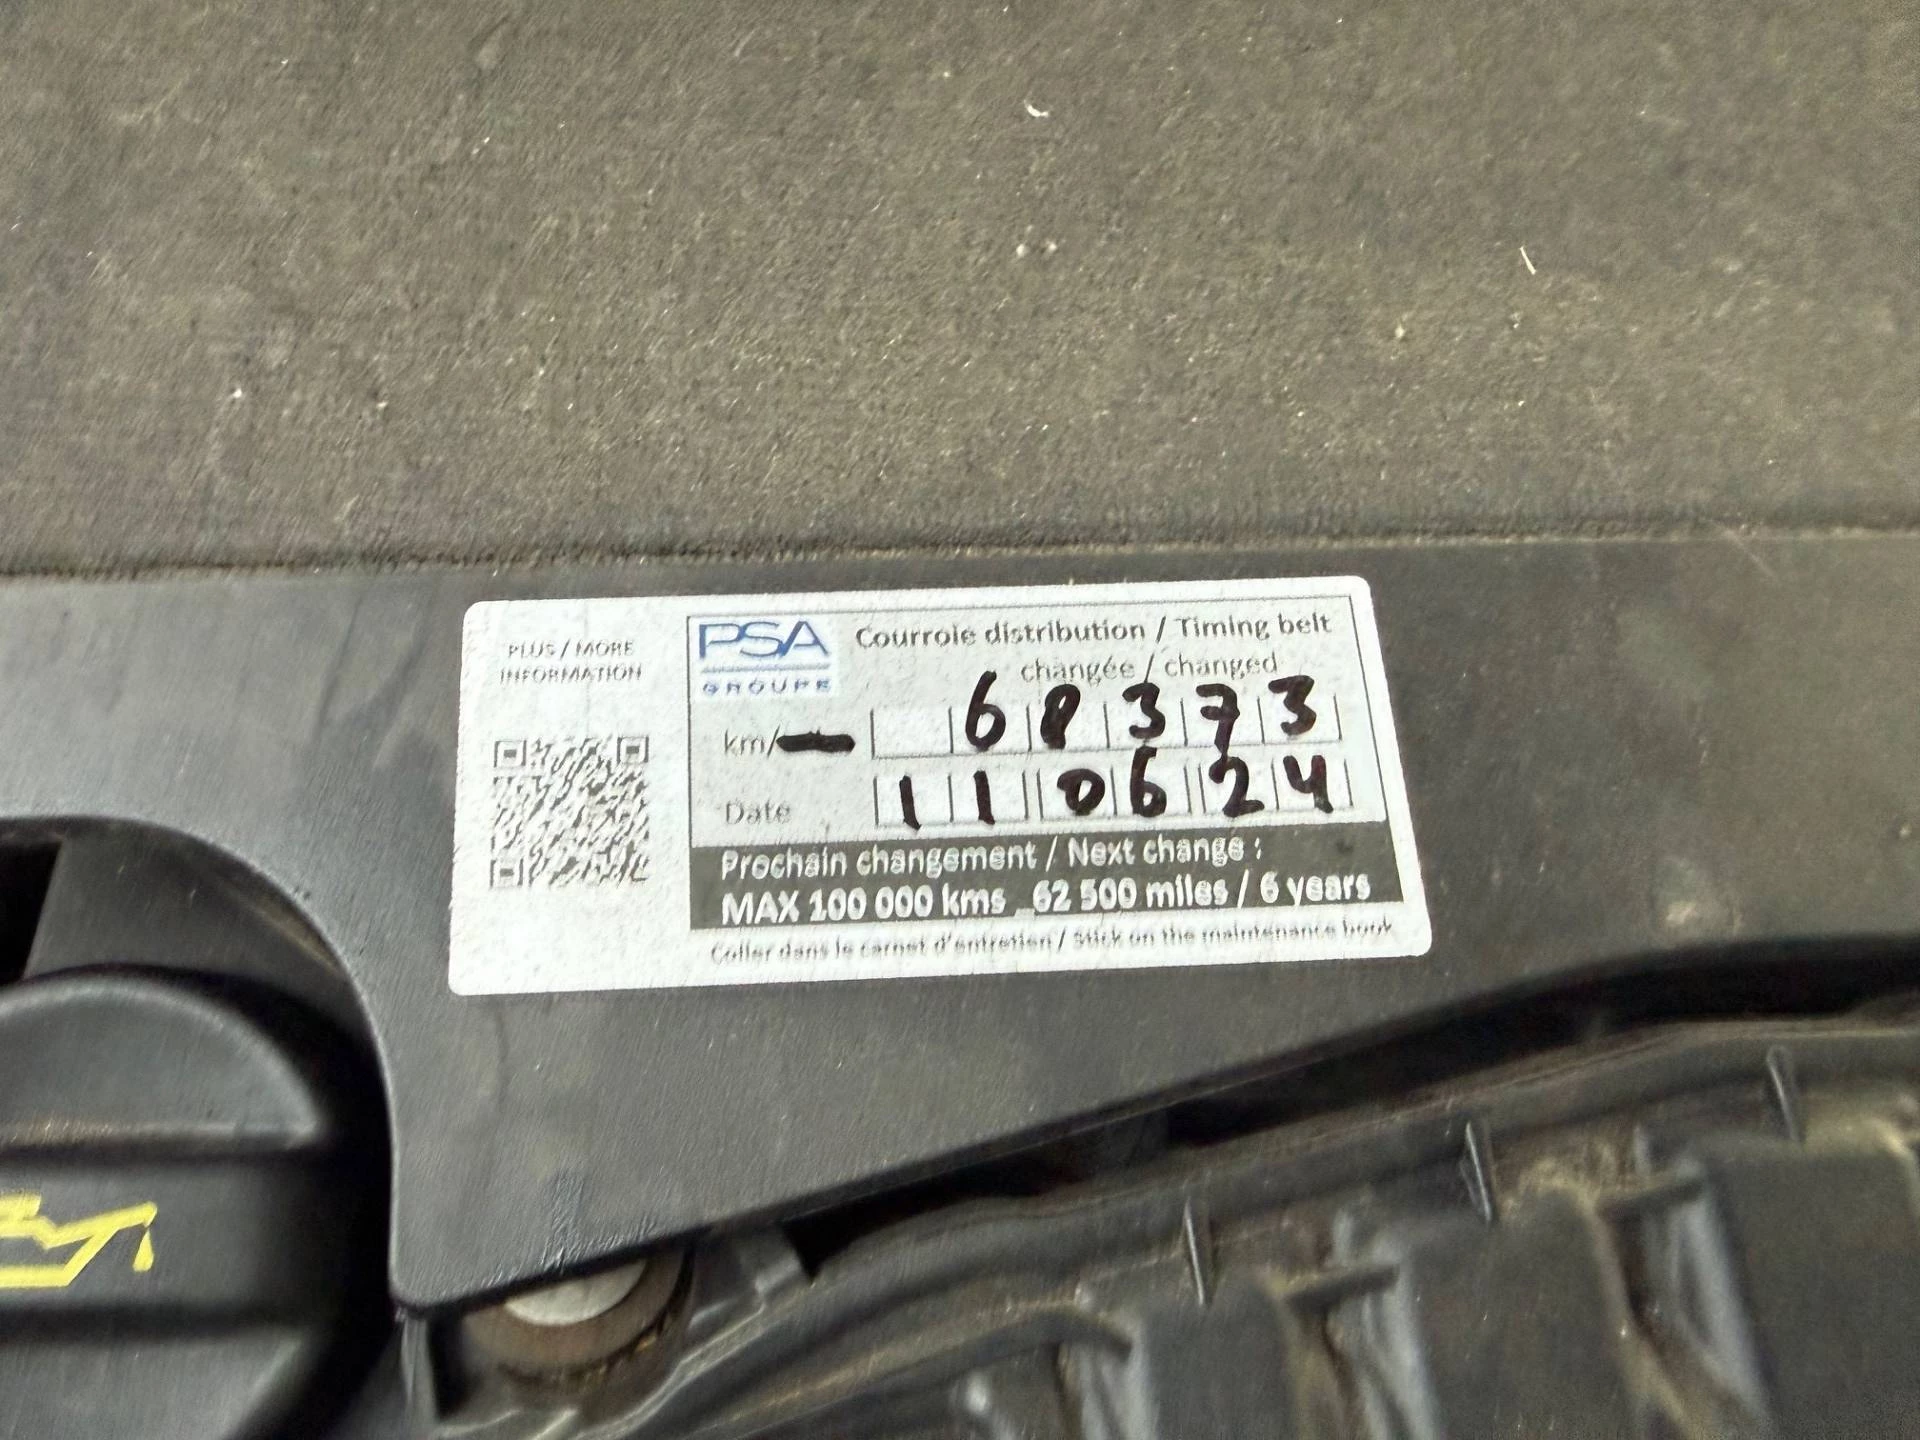 PLUS / MORE
INFORMATION
PSA
GROUPE
Courroie distribution / Timing belt
changée / changed
km/
68373
Date
110624
Prochain changement / Next change :
MAX 100 000 kms _62 500 miles / 6 years
Coller dans le carnet d'entretien / Stick on the maintenance book